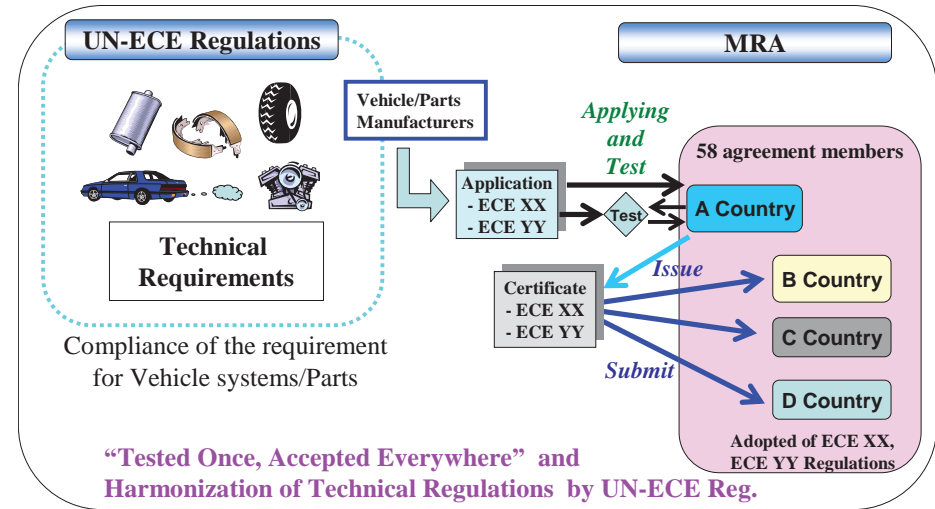 UN-ECE Regulations
MRA
Vehicle/Parts
Manufacturers
Technical
Requirements
Compliance of the requirement
for Vehicle systems/Parts
Applying
and
Test
58 agreement members
Application
- ECE XX
- ECE YY
Test
A Country
Issue
Certificate
- ECE XX
- ECE YY
Submit
B Country
C Country
D Country
Adopted of ECE XX,
ECE YY Regulations
“Tested Once, Accepted Everywhere” and
Harmonization of Technical Regulations by UN-ECE Reg.